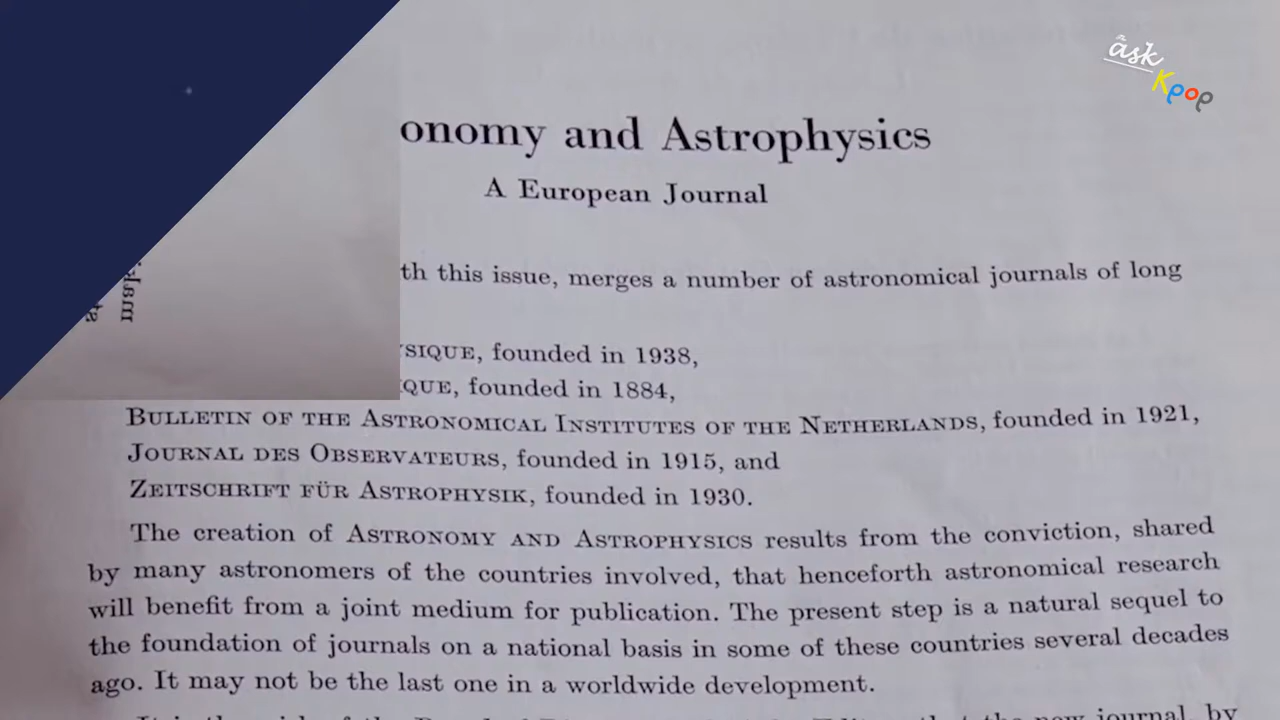 ask
Kpop
onomy and Astrophysics
A European Journal
th this issue, merges a number of astronomical journals of long
SIQUE, founded in 1938,
QUE, founded in 1884,
BULLETIN OF THE ASTRONOMICAL INSTITUTES OF THE NETHERLANDS, founded in 1921,
JOURNAL DES OBSERVATEURS, founded in 1915, and
ZEITSCHRIFT FÜR ASTROPHYSIK, founded in 1930.
The creation of ASTRONOMY AND ASTROPHYSICS results from the conviction, shared
by many astronomers of the countries involved, that henceforth astronomical research
will benefit from a joint medium for publication. The present step is a natural sequel to
the foundation of journals on a national basis in some of these countries several decades
ago. It may not be the last one in a worldwide development.